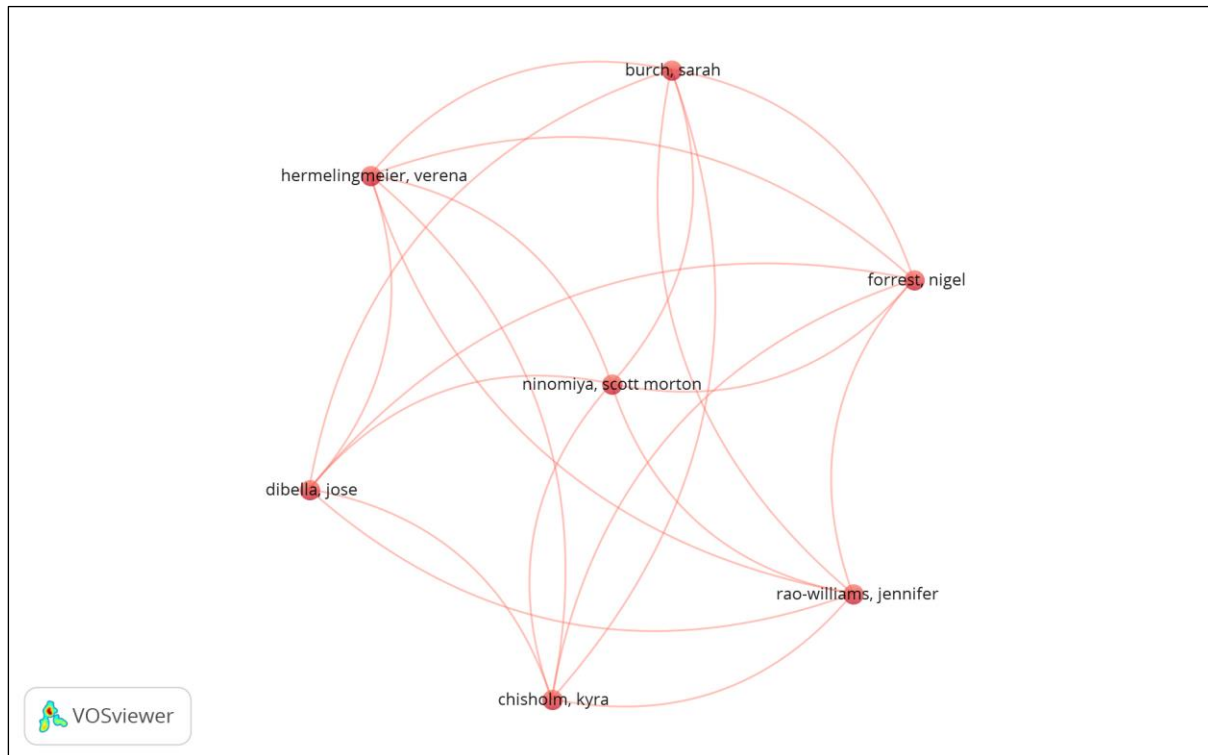 burch, sarah
hermelingmeier, verena
forrest, nigel
ninomiya, scott morton
dibella, jose
rao-williams, jennifer
chisholm, kyra
VOSviewer